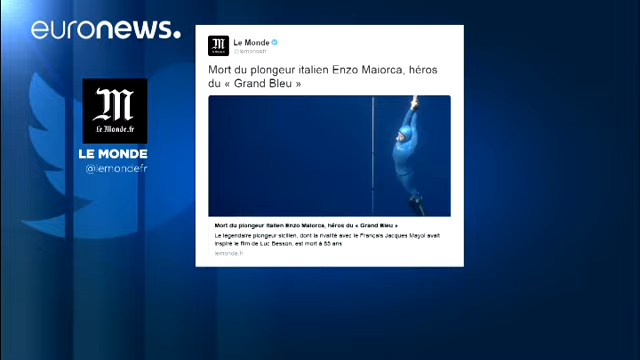 euronews.
Le Monde
@lemondefr
Mort du plongeur italien Enzo Maiorca, héros
du « Grand Bleu »
M
Le Monde.fr
LE MONDE
@lemondefr
Mort du plongeur italien Enzo Maiorca, héros du « Grand Bleu »
Le légendaire plongeur sicilien, dont la rivalité avec le Français Jacques Mayol avait
inspiré le film de Luc Besson, est mort à 85 ans
lemonde.fr